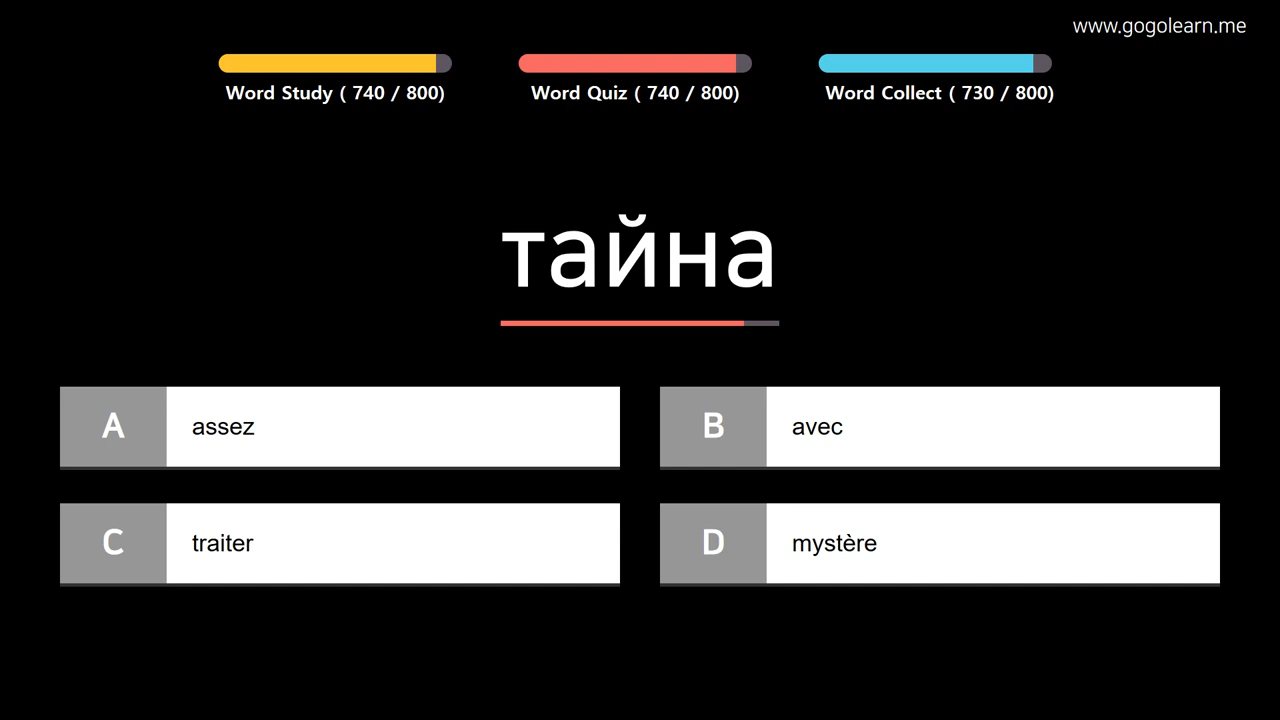 www.gogolearn.me
Word Study ( 740 / 800)
Word Quiz ( 740 / 800)
Word Collect ( 730 / 800)
тайна
A
assez
B
avec
C
traiter
D
mystère